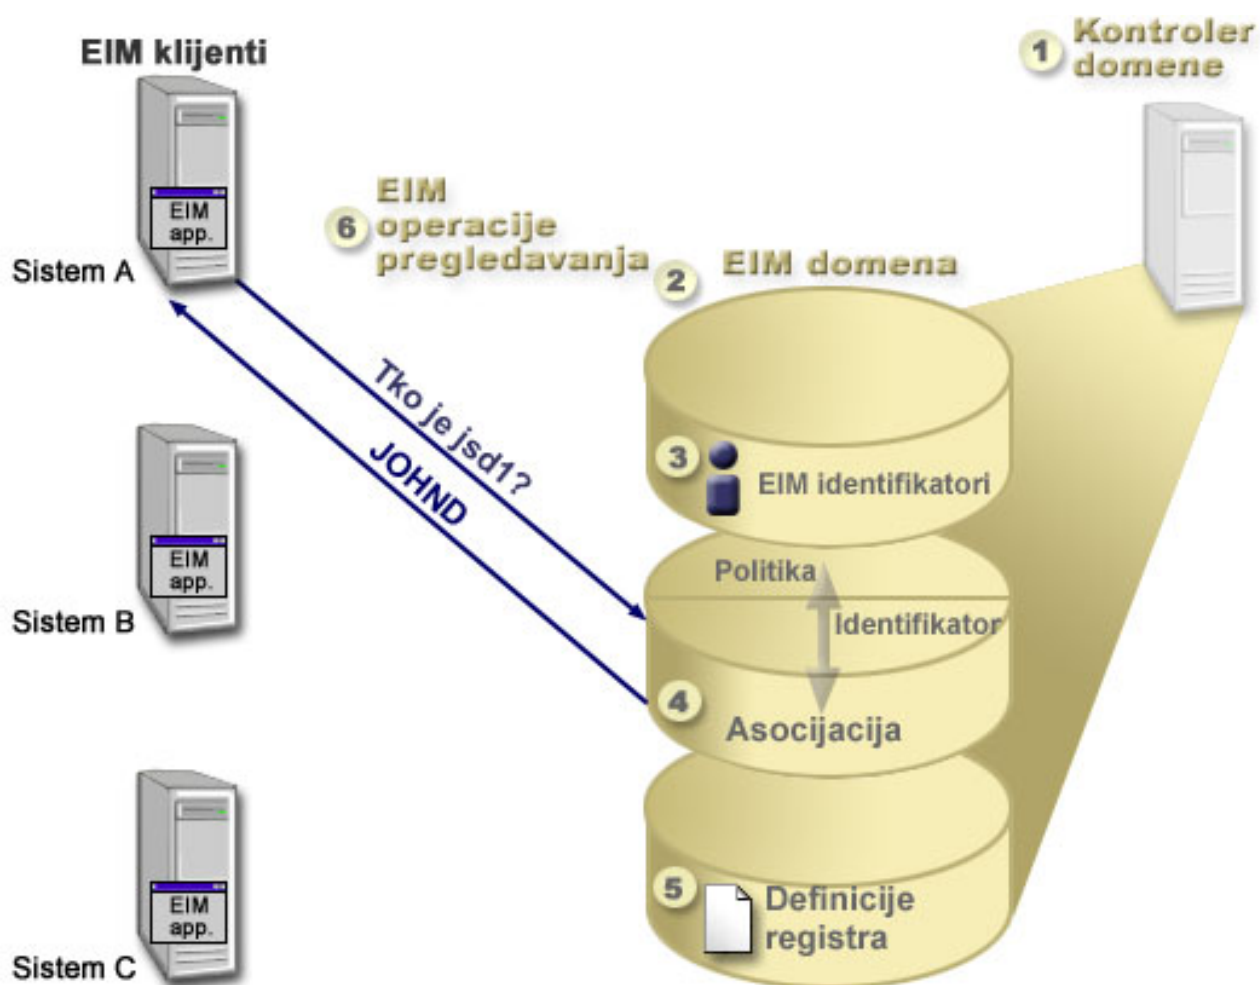 EIM klijenti
1 Kontroler
domene
EIM
app.
Sistem A
6 EIM
operacije
pregledavanja
2 EIM domena
Tko je jsd1?
JOHND
3 EIM identifikatori
EIM
app.
Sistem B
Politika
Identifikator
4 Asocijacija
EIM
app.
Sistem C
5 Definicije
registra